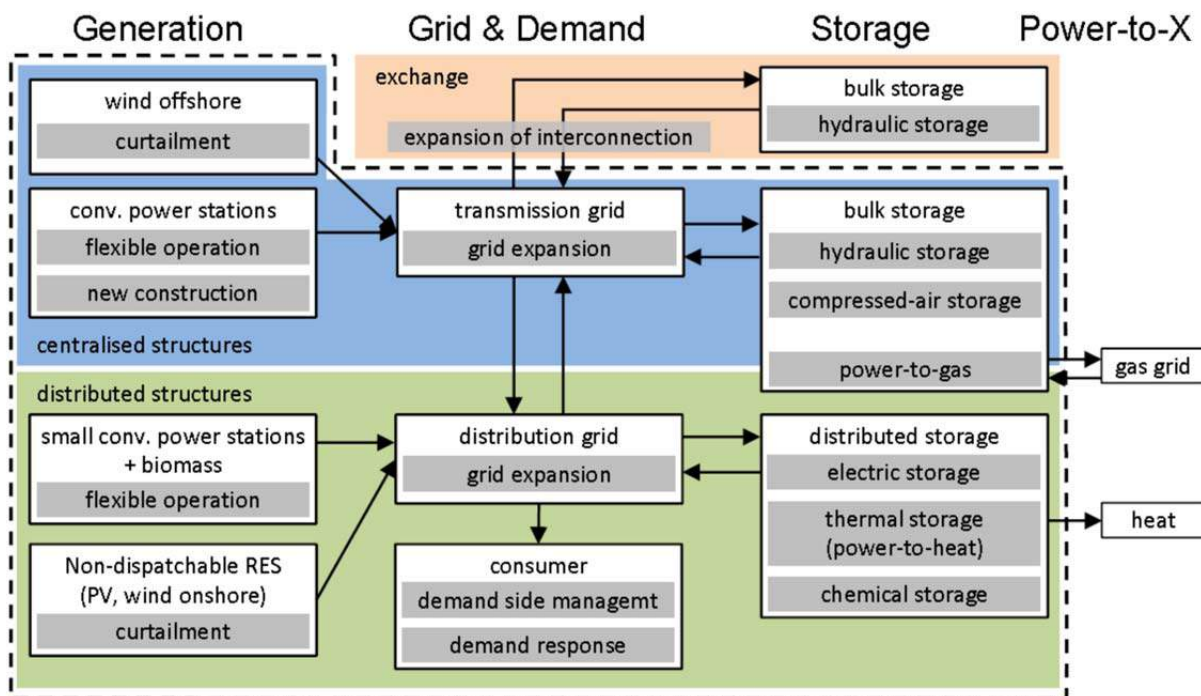 Generation
Grid & Demand
Storage
Power-to-X
wind offshore
curtailment
conv. power stations
flexible operation
new construction
centralised structures
exchange
expansion of interconnection
bulk storage
hydraulic storage
transmission grid
grid expansion
bulk storage
hydraulic storage
compressed-air storage
power-to-gas
gas grid
distributed structures
small conv. power stations
+ biomass
flexible operation
Non-dispatchable RES
(PV, wind onshore)
curtailment
distribution grid
grid expansion
consumer
demand side managemt
demand response
distributed storage
electric storage
thermal storage
(power-to-heat)
chemical storage
heat